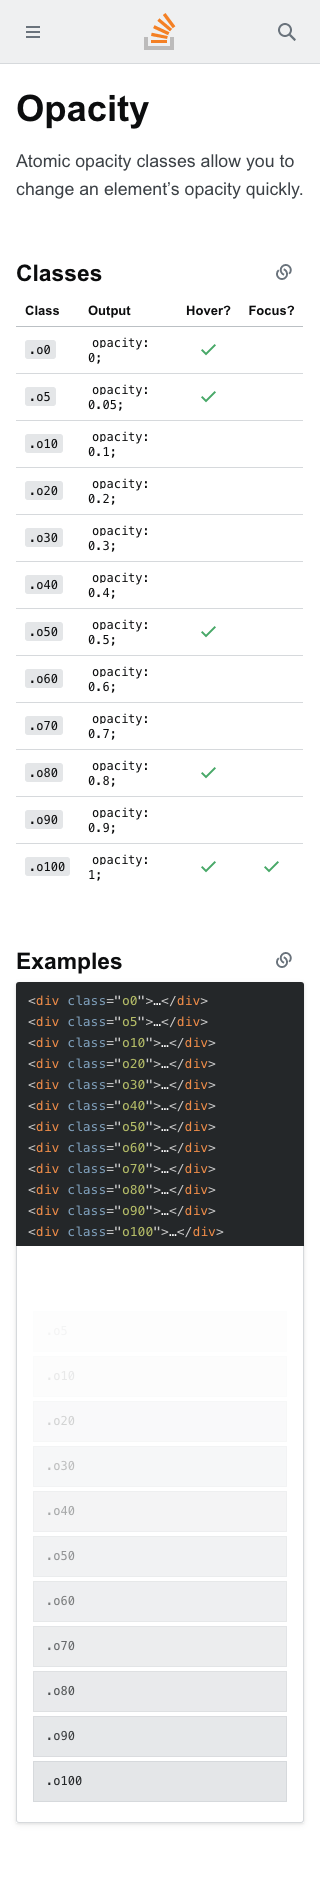 Opacity
Atomic opacity classes allow you to
change an element’s opacity quickly.
Classes
Class Output Hover? Focus?
.o0 opacity: 0;
.o5 opacity: 0.05;
.o10 opacity: 0.1;
.o20 opacity: 0.2;
.o30 opacity: 0.3;
.o40 opacity: 0.4;
.o50 opacity: 0.5;
.o60 opacity: 0.6;
.o70 opacity: 0.7;
.o80 opacity: 0.8;
.o90 opacity: 0.9;
.o100 opacity: 1;
Examples
<div class="o0">…</div>
<div class="o5">…</div>
<div class="o10">…</div>
<div class="o20">…</div>
<div class="o30">…</div>
<div class="o40">…</div>
<div class="o50">…</div>
<div class="o60">…</div>
<div class="o70">…</div>
<div class="o80">…</div>
<div class="o90">…</div>
<div class="o100">…</div>
.o5
.o10
.o20
.o30
.o40
.o50
.o60
.o70
.o80
.o90
.o100